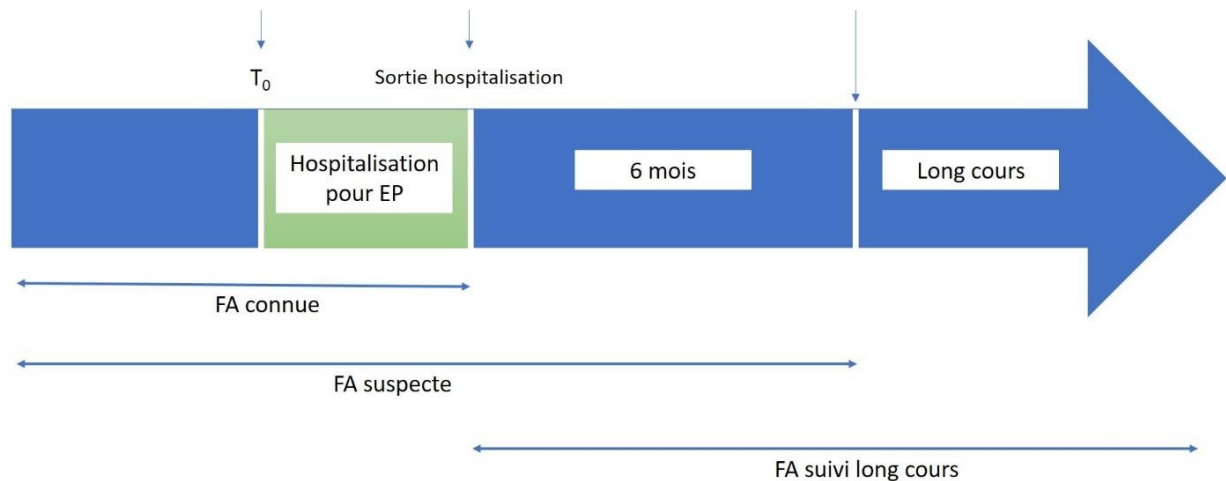 T₀
Sortie hospitalisation
Hospitalisation
pour EP
6 mois
Long cours
FA connue
FA suspecte
FA suivi long cours